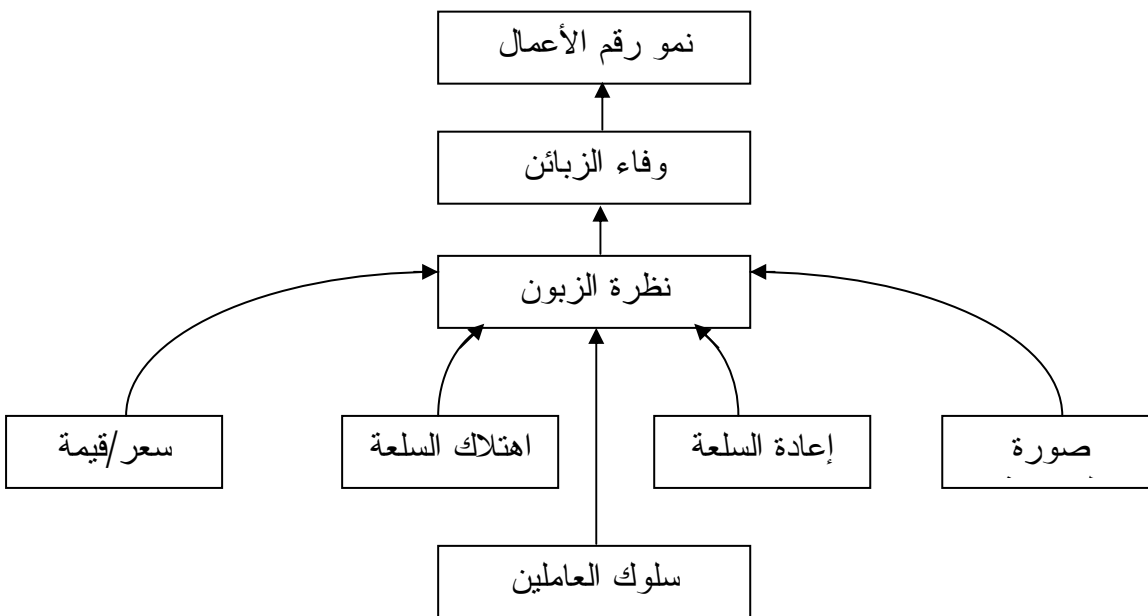 نمو رقم الأعمال
وفاء الزبائن
نظرة الزبون
صورة
إعادة السلعة
اهتلاك السلعة
سعر/قيمة
سلوك العاملين